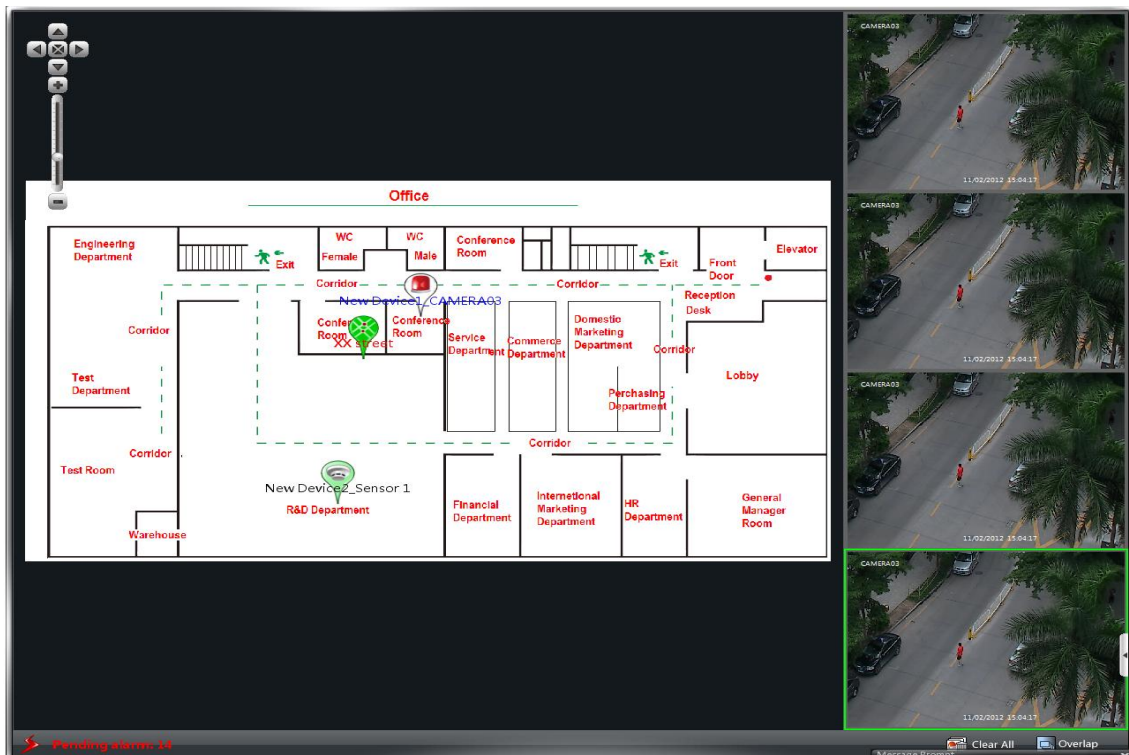 Office
Engineering
Department
Exit
WC
Female
WC
Male
Conference
Room
Exit
Front
Door
Elevator
Corridor
Corridor
New Device1_CAMERA03
Reception
Desk
Corridor
Conference
Room
XX street
Conference
Room
Service
Department
Commerce
Department
Domestic
Marketing
Department
Corridor
Lobby
Test
Department
Perchasing
Department
Corridor
Corridor
Test Room
New Device2_Sensor 1
R&D Department
Warehouse
Financial
Department
Internetional
Marketing
Department
HR
Department
General
Manager
Room
CAMERA03
11/02/2012 15:04:17
CAMERA03
11/02/2012 15:04:17
CAMERA03
11/02/2012 15:04:17
CAMERA03
11/02/2012 15:04:17
Pending alarm: 14
Clear All
Overlap
Message Prompt